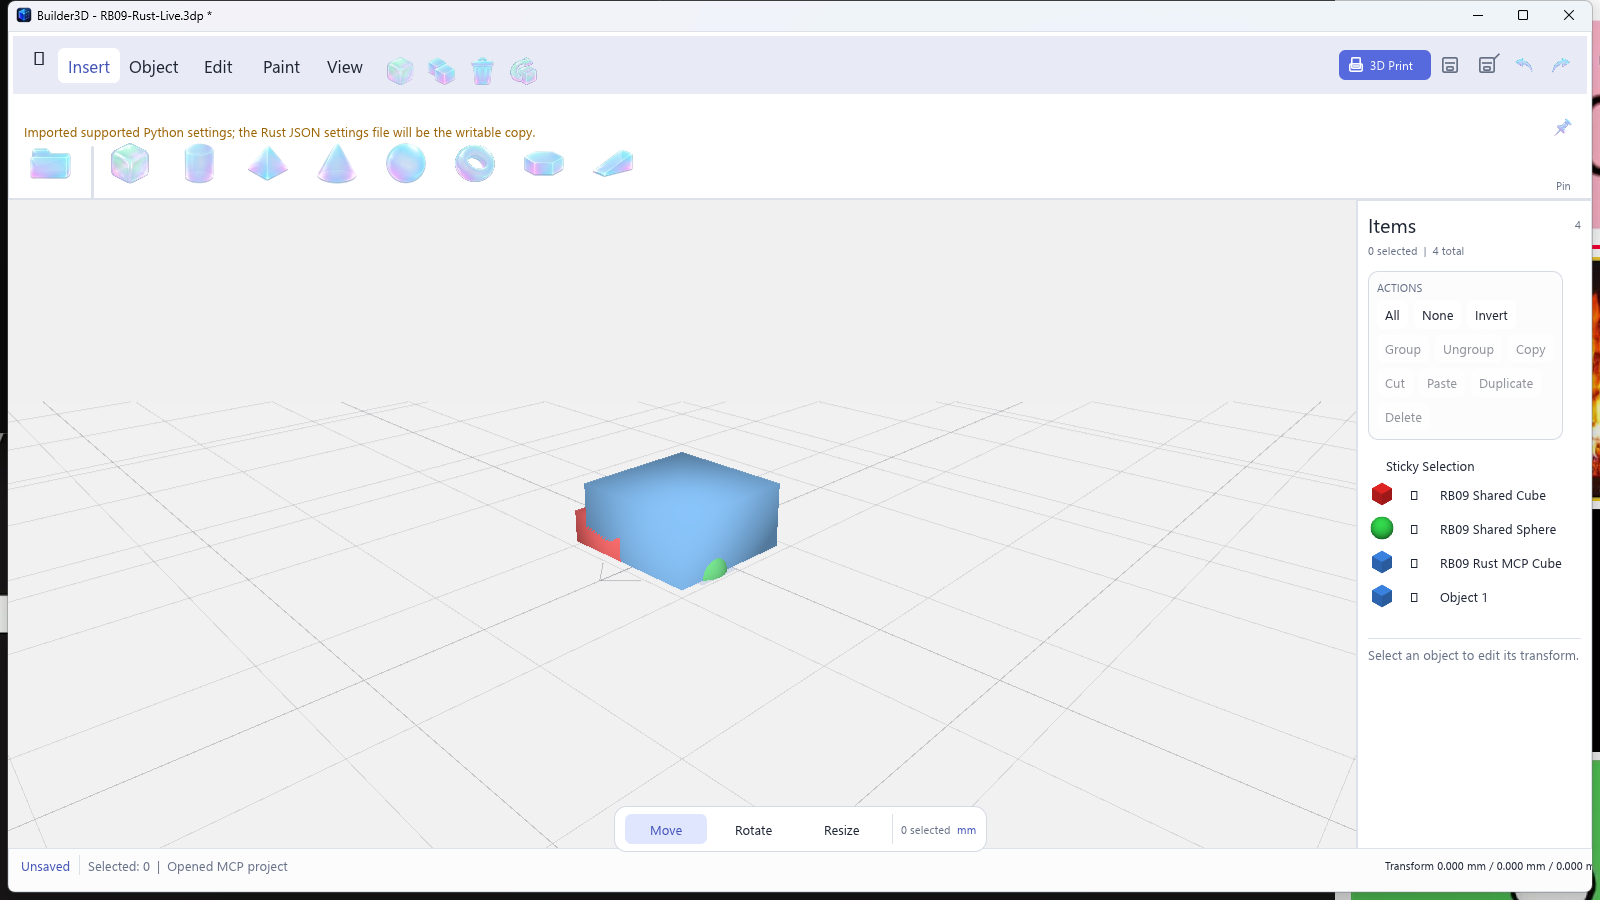 Builder3D - RB09-Rust-Live.3dp *
Insert Object Edit Paint View
3D Print
Imported supported Python settings; the Rust JSON settings file will be the writable copy.
Pin
Items 4
0 selected | 4 total
ACTIONS
All None Invert
Group Ungroup Copy
Cut Paste Duplicate
Delete
Sticky Selection
RB09 Shared Cube
RB09 Shared Sphere
RB09 Rust MCP Cube
Object 1
Select an object to edit its transform.
Move Rotate Resize 0 selected mm
Unsaved Selected: 0 | Opened MCP project
Transform 0.000 mm / 0.000 mm / 0.000 m